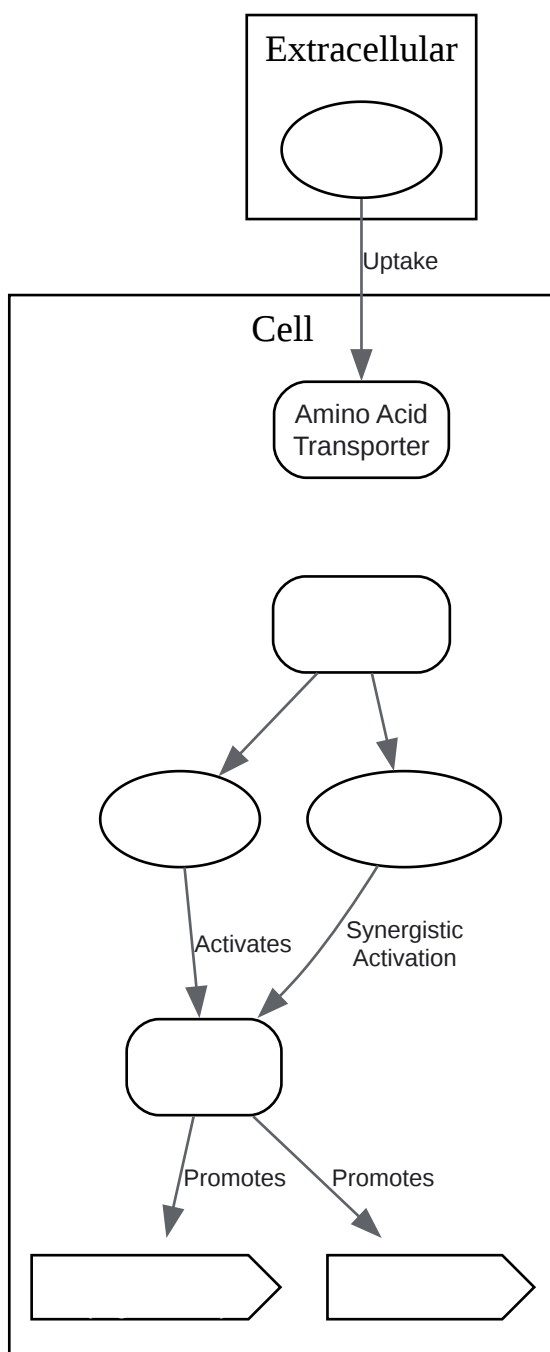 Extracellular
Uptake
Cell
Amino Acid
Transporter
Activates
Synergistic
Activation
Promotes
Promotes